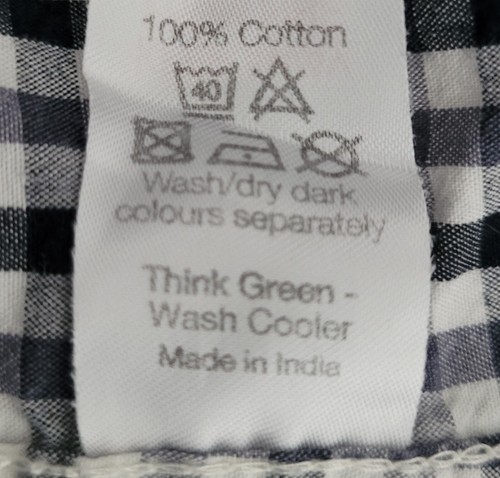 100% Cotton
40
Wash/dry dark
colours separately
Think Green -
Wash Cooler
Made in India